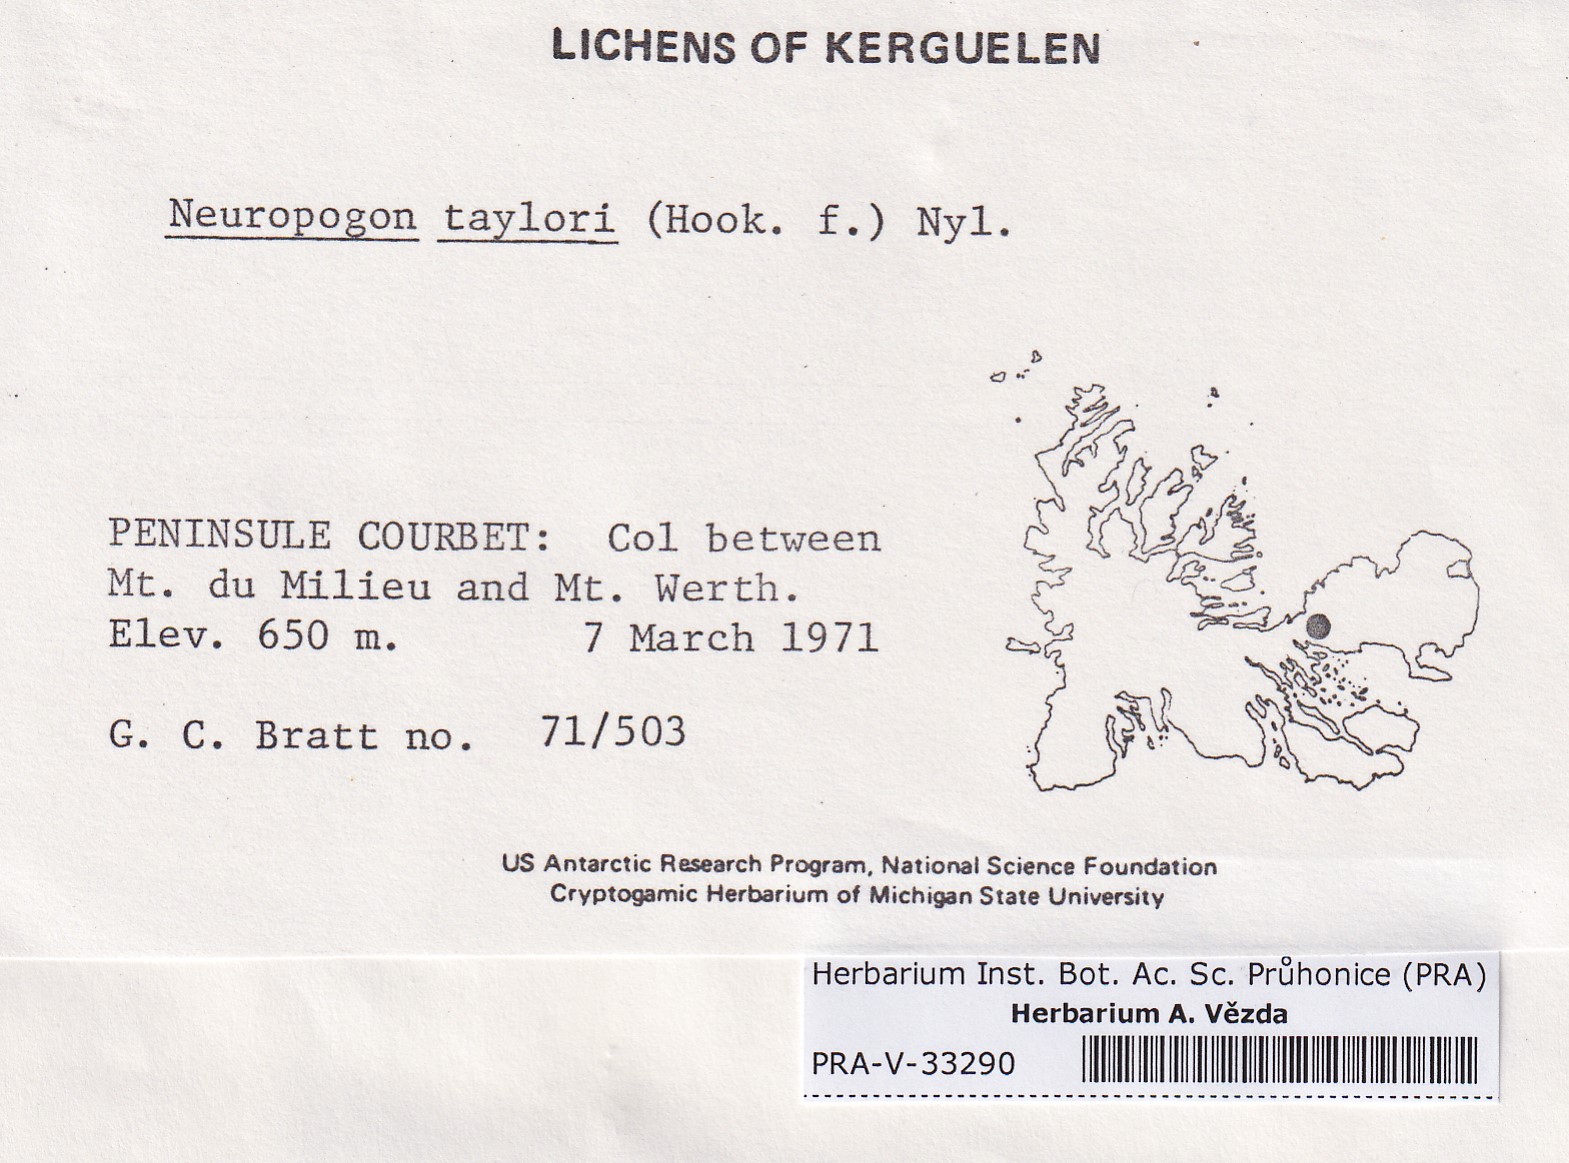 LICHENS OF KERGUELEN
Neuropogon taylori (Hook. f.) Nyl.
PENINSULE COURBET: Col between
Mt. du Milieu and Mt. Werth.
Elev. 650 m. 7 March 1971
G. C. Bratt no. 71/503
US Antarctic Research Program, National Science Foundation
Cryptogamic Herbarium of Michigan State University
Herbarium Inst. Bot. Ac. Sc. Průhonice (PRA)
Herbarium A. Vězda
PRA-V-33290